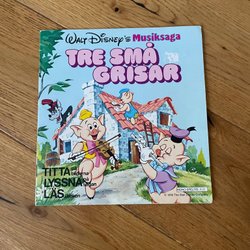 WALT DISNEY'S Musiksaga
TRE SMÅ
GRISAR
TITTA
LYSSNA
LÄS